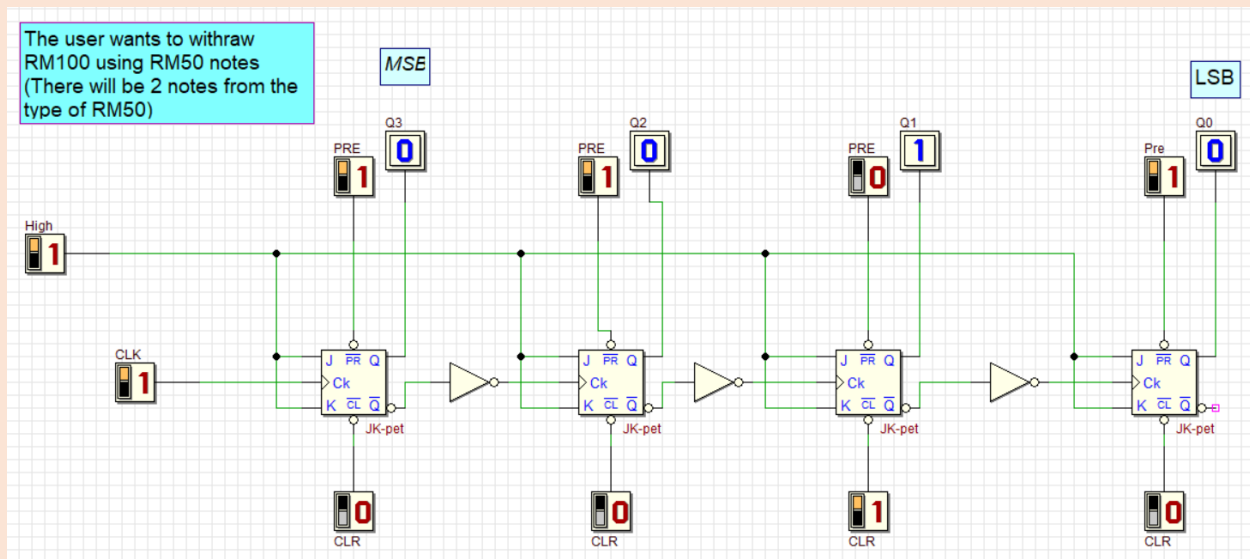 The user wants to withraw
RM100 using RM50 notes
(There will be 2 notes from the
type of RM50)
MSB
LSB
Q3
Q2
Q1
Q0
0
0
1
0
PRE
PRE
PRE
Pre
1
1
0
1
High
1
CLK
1
J PR Q
Ck
K CL Q
JK-pet
J PR Q
Ck
K CL Q
JK-pet
J PR Q
Ck
K CL Q
JK-pet
J PR Q
Ck
K CL Q
JK-pet
0
0
1
0
CLR
CLR
CLR
CLR